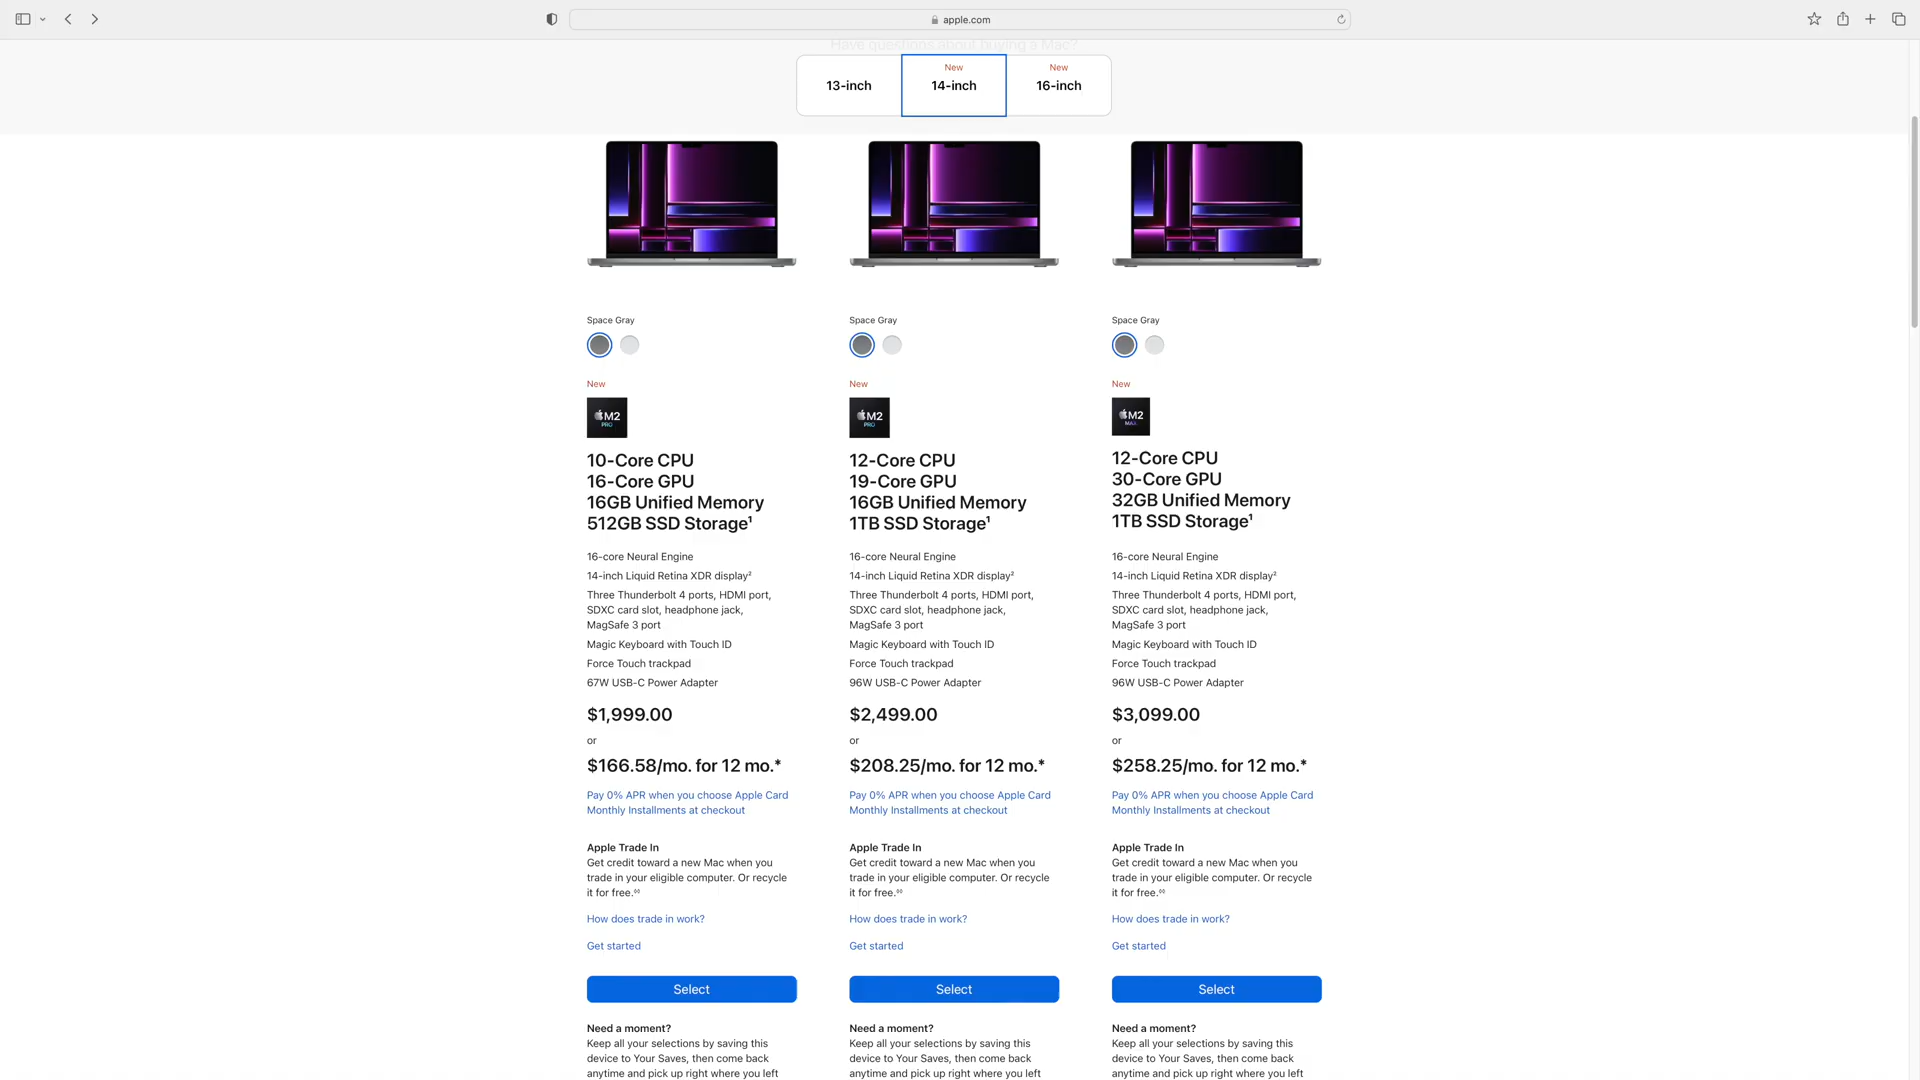 apple.com
Have questions about buying a Mac?
13-inch
New
14-inch
New
16-inch
Space Gray
New
M2
PRO
10-Core CPU
16-Core GPU
16GB Unified Memory
512GB SSD Storage¹
16-core Neural Engine
14-inch Liquid Retina XDR display²
Three Thunderbolt 4 ports, HDMI port,
SDXC card slot, headphone jack,
MagSafe 3 port
Magic Keyboard with Touch ID
Force Touch trackpad
67W USB-C Power Adapter
$1,999.00
or
$166.58/mo. for 12 mo.*
Pay 0% APR when you choose Apple Card
Monthly Installments at checkout
Apple Trade In
Get credit toward a new Mac when you
trade in your eligible computer. Or recycle
it for free.◊◊
How does trade in work?
Get started
Select
Need a moment?
Keep all your selections by saving this
device to Your Saves, then come back
anytime and pick up right where you left
Space Gray
New
M2
PRO
12-Core CPU
19-Core GPU
16GB Unified Memory
1TB SSD Storage¹
16-core Neural Engine
14-inch Liquid Retina XDR display²
Three Thunderbolt 4 ports, HDMI port,
SDXC card slot, headphone jack,
MagSafe 3 port
Magic Keyboard with Touch ID
Force Touch trackpad
96W USB-C Power Adapter
$2,499.00
or
$208.25/mo. for 12 mo.*
Pay 0% APR when you choose Apple Card
Monthly Installments at checkout
Apple Trade In
Get credit toward a new Mac when you
trade in your eligible computer. Or recycle
it for free.◊◊
How does trade in work?
Get started
Select
Need a moment?
Keep all your selections by saving this
device to Your Saves, then come back
anytime and pick up right where you left
Space Gray
New
M2
MAX
12-Core CPU
30-Core GPU
32GB Unified Memory
1TB SSD Storage¹
16-core Neural Engine
14-inch Liquid Retina XDR display²
Three Thunderbolt 4 ports, HDMI port,
SDXC card slot, headphone jack,
MagSafe 3 port
Magic Keyboard with Touch ID
Force Touch trackpad
96W USB-C Power Adapter
$3,099.00
or
$258.25/mo. for 12 mo.*
Pay 0% APR when you choose Apple Card
Monthly Installments at checkout
Apple Trade In
Get credit toward a new Mac when you
trade in your eligible computer. Or recycle
it for free.◊◊
How does trade in work?
Get started
Select
Need a moment?
Keep all your selections by saving this
device to Your Saves, then come back
anytime and pick up right where you left